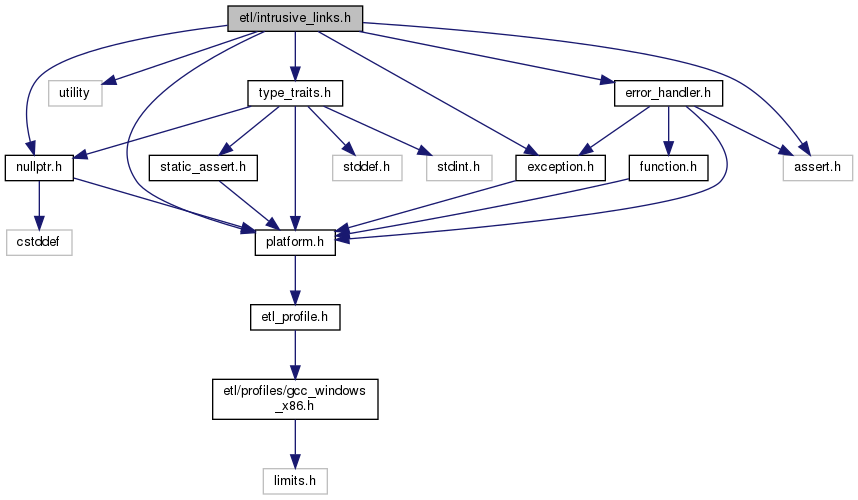 etl/intrusive_links.h
utility
type_traits.h
error_handler.h
nullptr.h
static_assert.h
stddef.h
stdint.h
exception.h
function.h
assert.h
cstddef
platform.h
etl_profile.h
etl/profiles/gcc_windows
_x86.h
limits.h